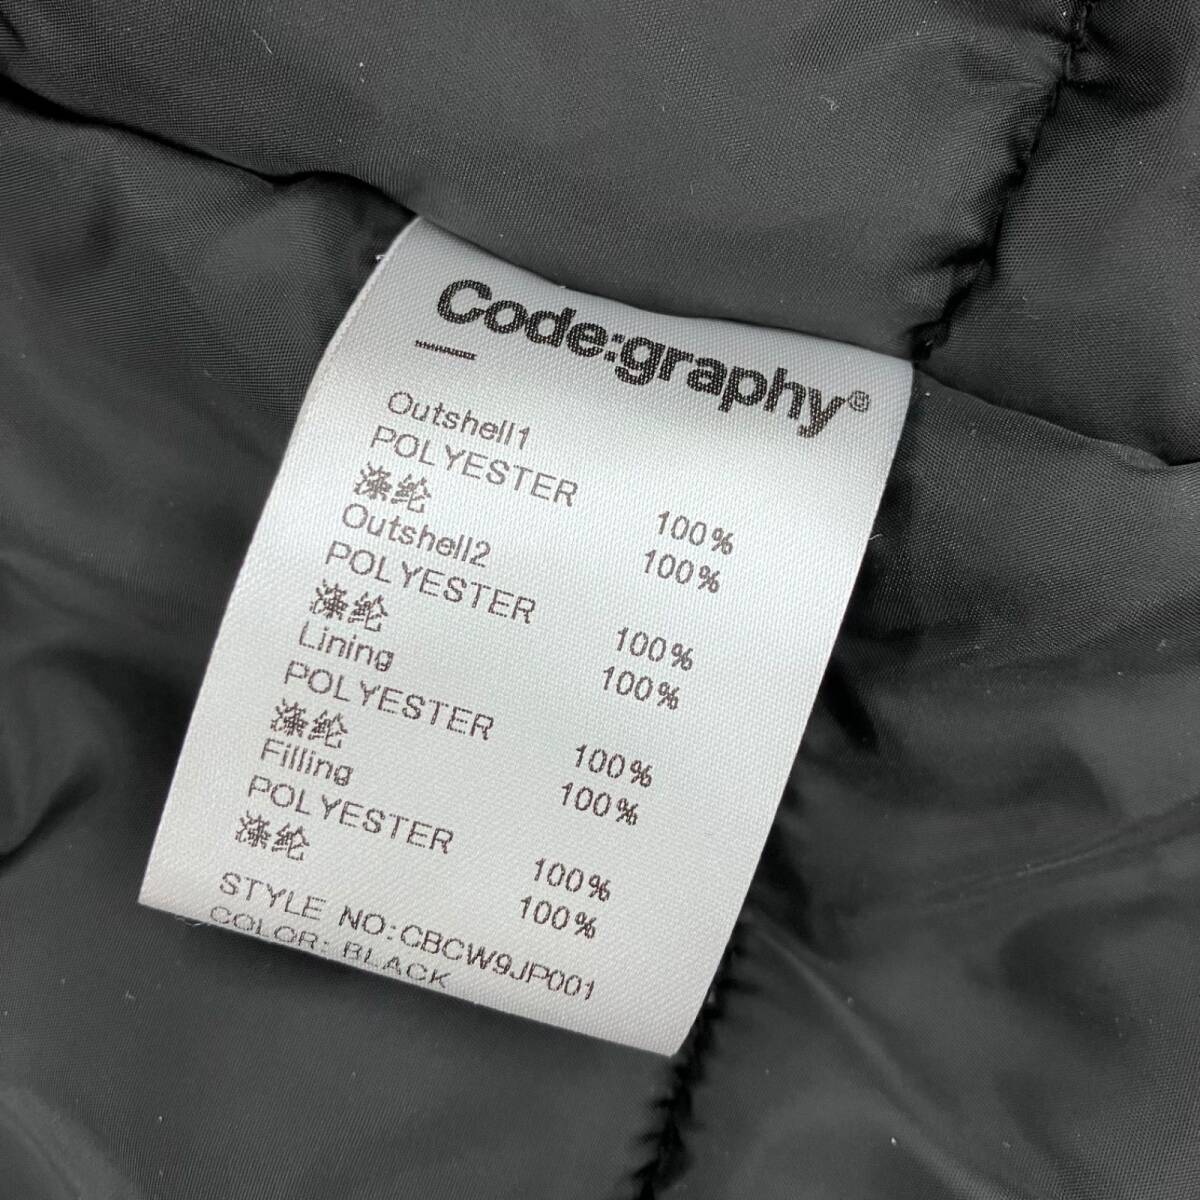 Code:graphy®
Outshell1
POLYESTER 100%
涤纶 100%
Outshell2
POLYESTER 100%
涤纶 100%
Lining
POLYESTER 100%
涤纶 100%
Filling
POLYESTER 100%
涤纶 100%
STYLE NO:CBCW9JP001
COLOR: BLACK